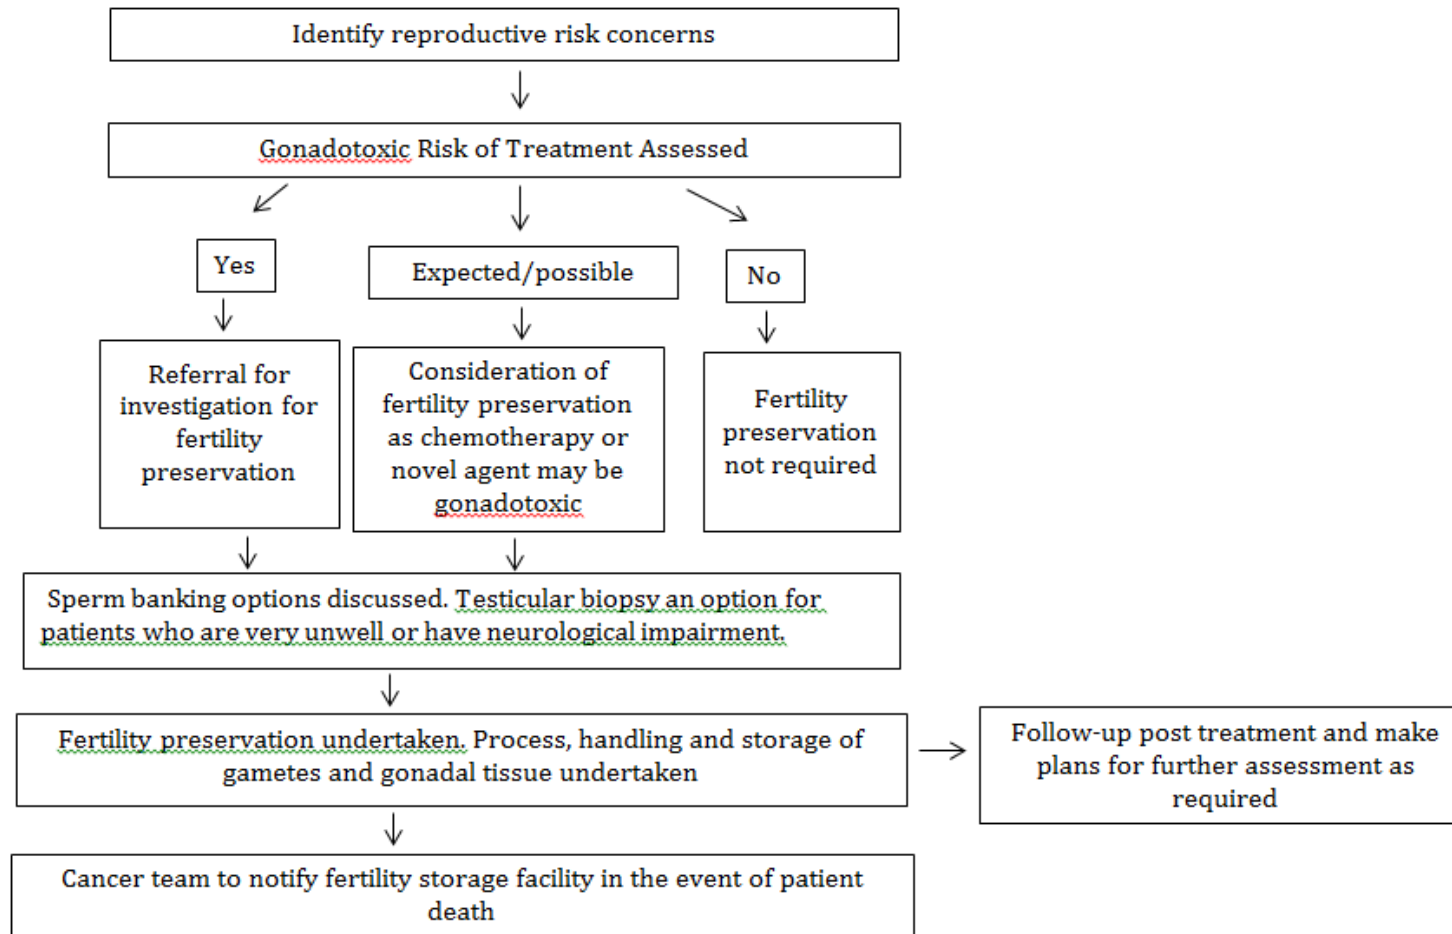 Identify reproductive risk concerns
Gonadotoxic Risk of Treatment Assessed
Yes
Expected/possible
No
Referral for
investigation for
fertility
preservation
Consideration of
fertility preservation
as chemotherapy or
novel agent may be
gonadotoxic
Fertility
preservation
not required
Sperm banking options discussed. Testicular biopsy an option for
patients who are very unwell or have neurological impairment.
Fertility preservation undertaken. Process, handling and storage of
gametes and gonadal tissue undertaken
Follow-up post treatment and make
plans for further assessment as
required
Cancer team to notify fertility storage facility in the event of patient
death